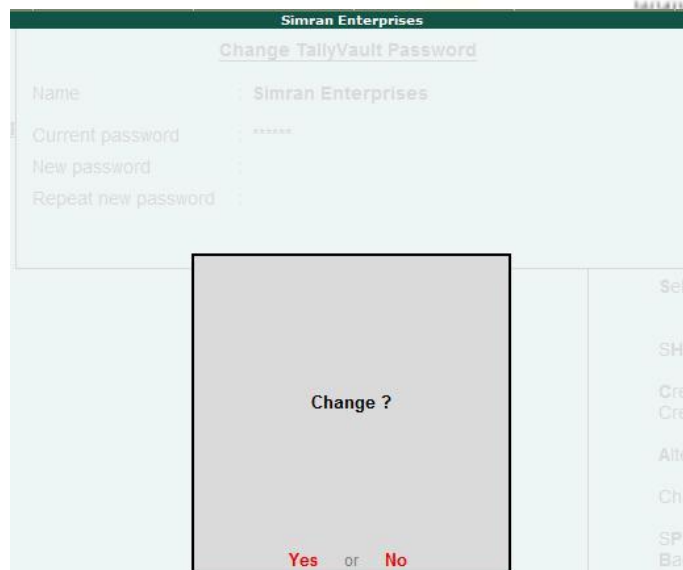 Simran Enterprises
Change TallyVault Password
Name : Simran Enterprises
Current password : ******
New password :
Repeat new password :
Change ?
Yes or No